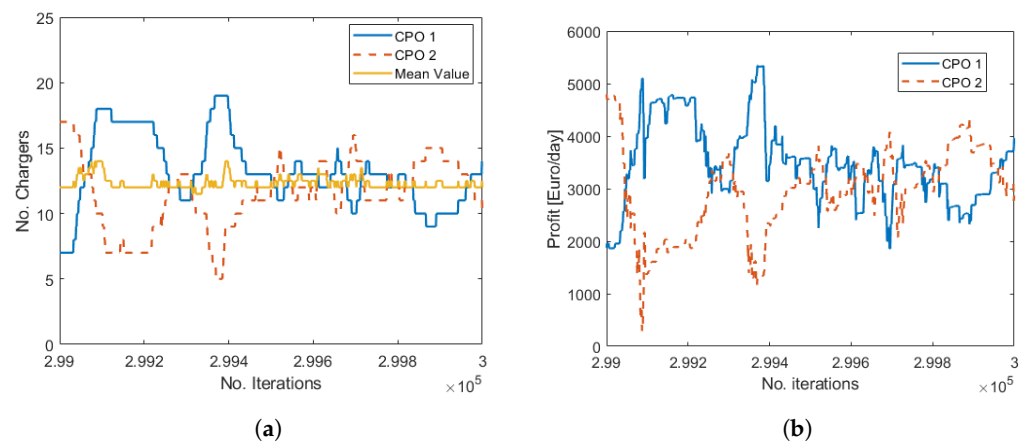 25
20
15
10
5
0
No. Chargers
CPO 1
CPO 2
Mean Value
2.99 2.992 2.994 2.996 2.998 3
No. Iterations
×10⁵
(a)
6000
5000
4000
3000
2000
1000
0
Profit [Euro/day]
CPO 1
CPO 2
2.99 2.992 2.994 2.996 2.998 3
No. iterations
×10⁵
(b)